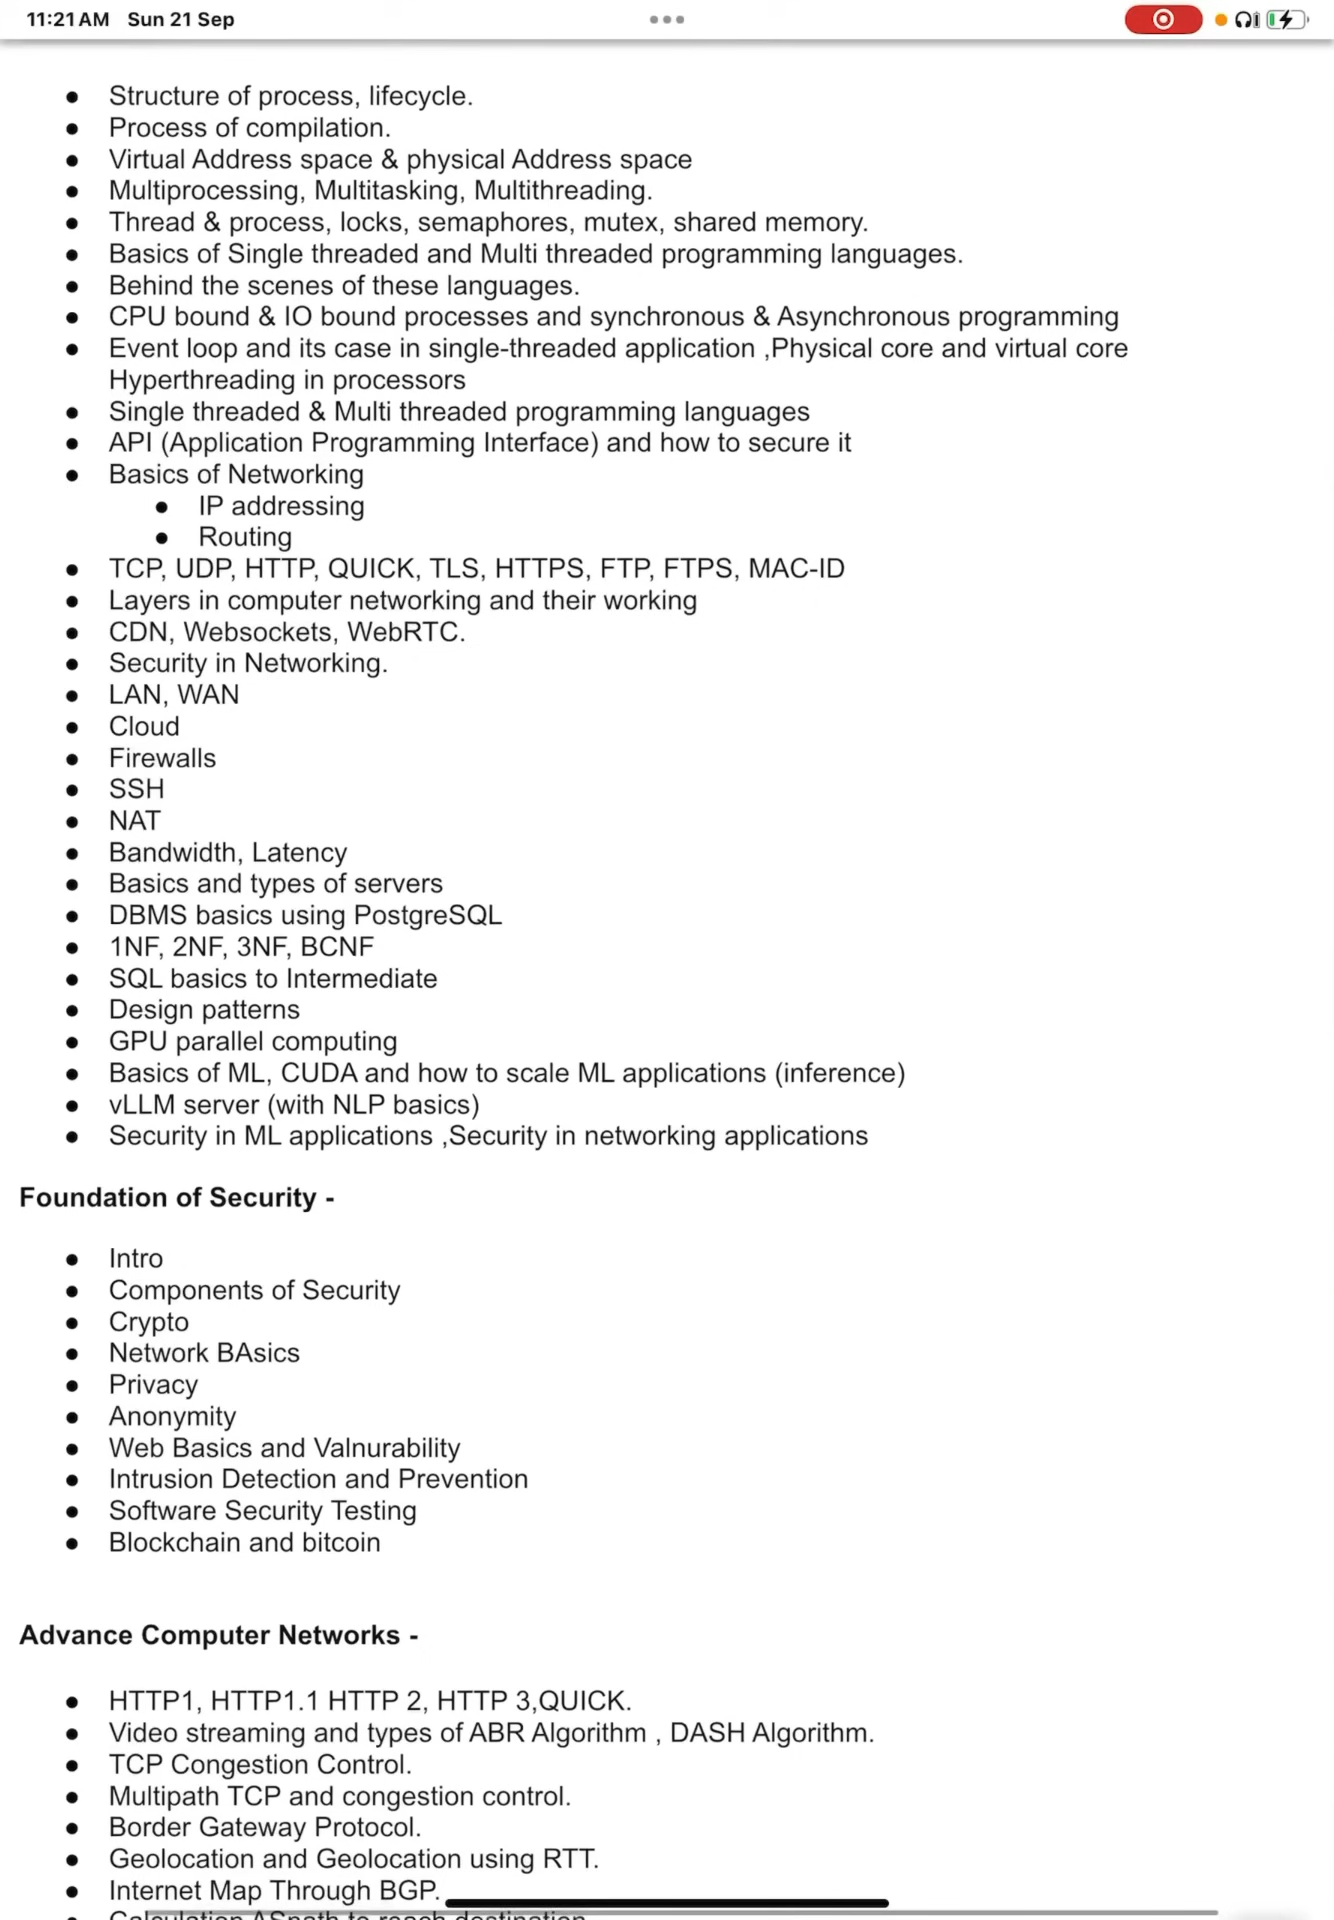 11:21 AM Sun 21 Sep
Structure of process, lifecycle.
Process of compilation.
Virtual Address space & physical Address space
Multiprocessing, Multitasking, Multithreading.
Thread & process, locks, semaphores, mutex, shared memory.
Basics of Single threaded and Multi threaded programming languages.
Behind the scenes of these languages.
CPU bound & IO bound processes and synchronous & Asynchronous programming
Event loop and its case in single-threaded application ,Physical core and virtual core
Hyperthreading in processors
Single threaded & Multi threaded programming languages
API (Application Programming Interface) and how to secure it
Basics of Networking
IP addressing
Routing
TCP, UDP, HTTP, QUICK, TLS, HTTPS, FTP, FTPS, MAC-ID
Layers in computer networking and their working
CDN, Websockets, WebRTC.
Security in Networking.
LAN, WAN
Cloud
Firewalls
SSH
NAT
Bandwidth, Latency
Basics and types of servers
DBMS basics using PostgreSQL
1NF, 2NF, 3NF, BCNF
SQL basics to Intermediate
Design patterns
GPU parallel computing
Basics of ML, CUDA and how to scale ML applications (inference)
vLLM server (with NLP basics)
Security in ML applications ,Security in networking applications
Foundation of Security -
Intro
Components of Security
Crypto
Network BAsics
Privacy
Anonymity
Web Basics and Valnurability
Intrusion Detection and Prevention
Software Security Testing
Blockchain and bitcoin
Advance Computer Networks -
HTTP1, HTTP1.1 HTTP 2, HTTP 3,QUICK.
Video streaming and types of ABR Algorithm , DASH Algorithm.
TCP Congestion Control.
Multipath TCP and congestion control.
Border Gateway Protocol.
Geolocation and Geolocation using RTT.
Internet Map Through BGP.
Calculation ASpath to reach destination